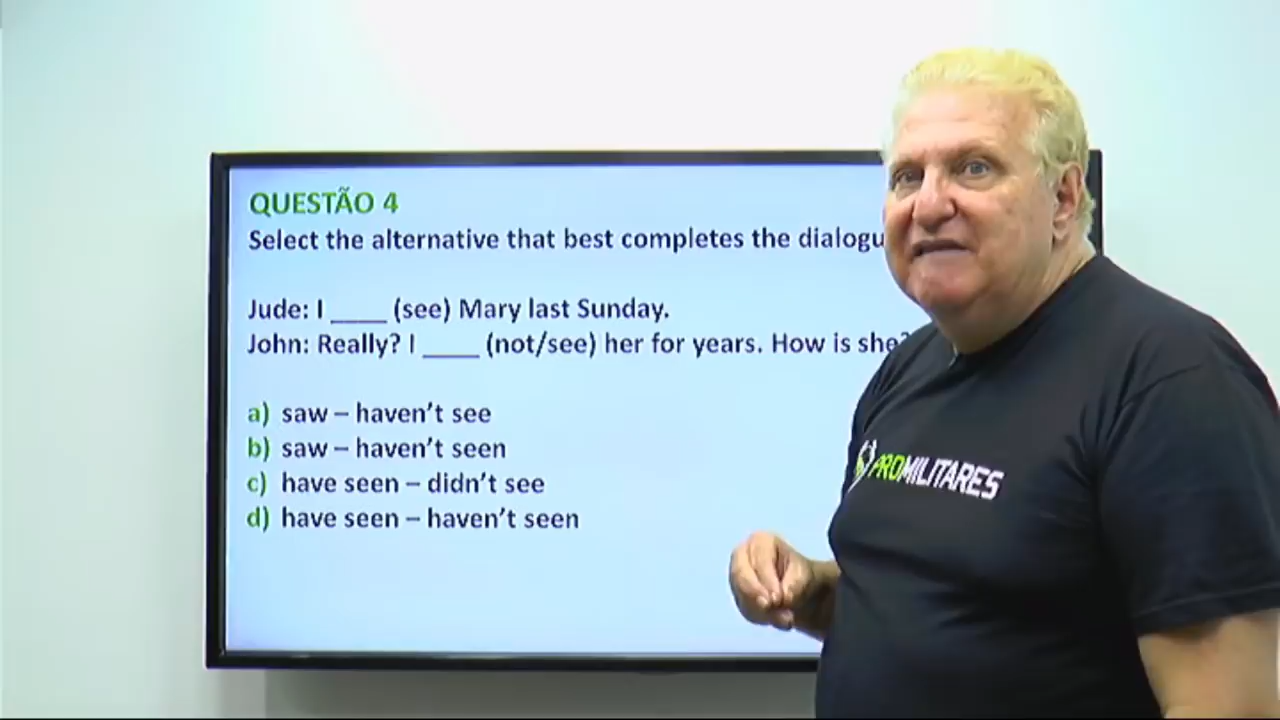 QUESTÃO 4
Select the alternative that best completes the dialogu
Jude: I ____ (see) Mary last Sunday.
John: Really? I ____ (not/see) her for years. How is she?
a) saw – haven't see
b) saw – haven't seen
c) have seen – didn't see
d) have seen – haven't seen
PROMILITARES